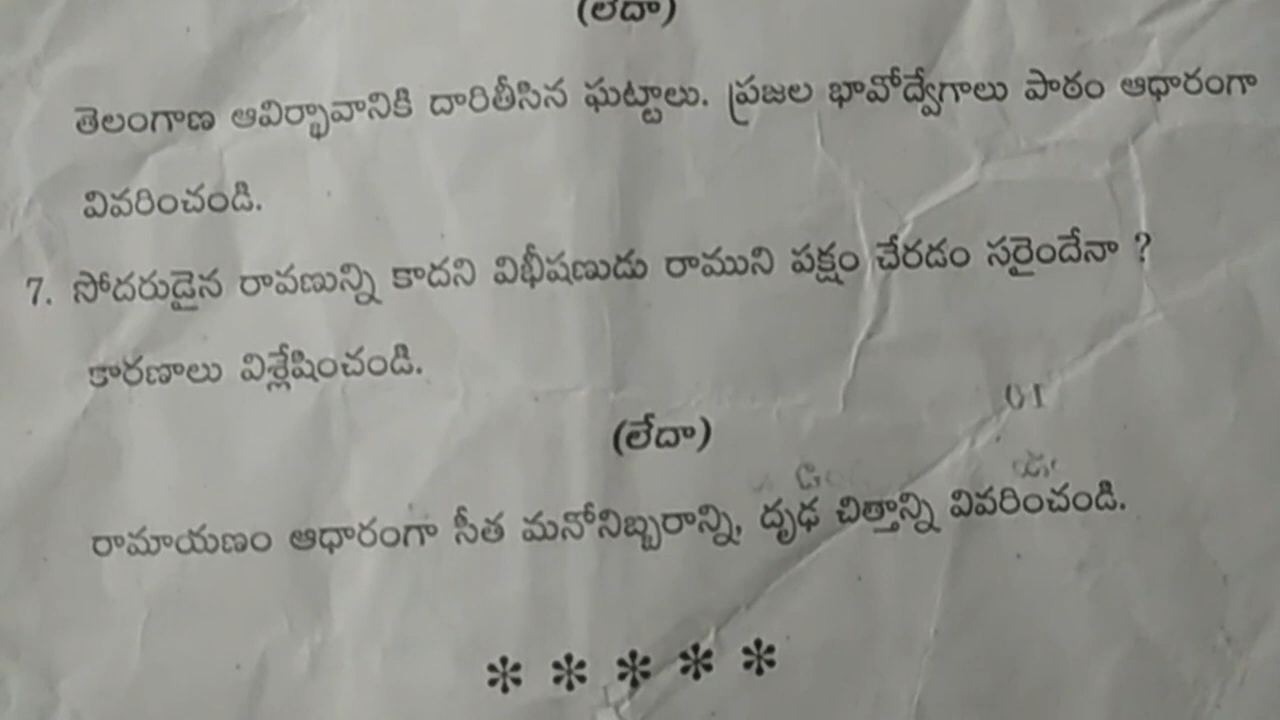 (లేదా)
తెలంగాణ ఆవిర్భావానికి దారితీసిన ఘట్టాలు. ప్రజల భావోద్వేగాలు పాఠం ఆధారంగా
వివరించండి.
7. సోదరుడైన రావణున్ని కాదని విభీషణుడు రాముని పక్షం చేరడం సరైందేనా ?
కారణాలు విశ్లేషించండి.
(లేదా)
రామాయణం ఆధారంగా సీత మనోనిబ్బరాన్ని, దృఢ చిత్తాన్ని వివరించండి.
* * * * *